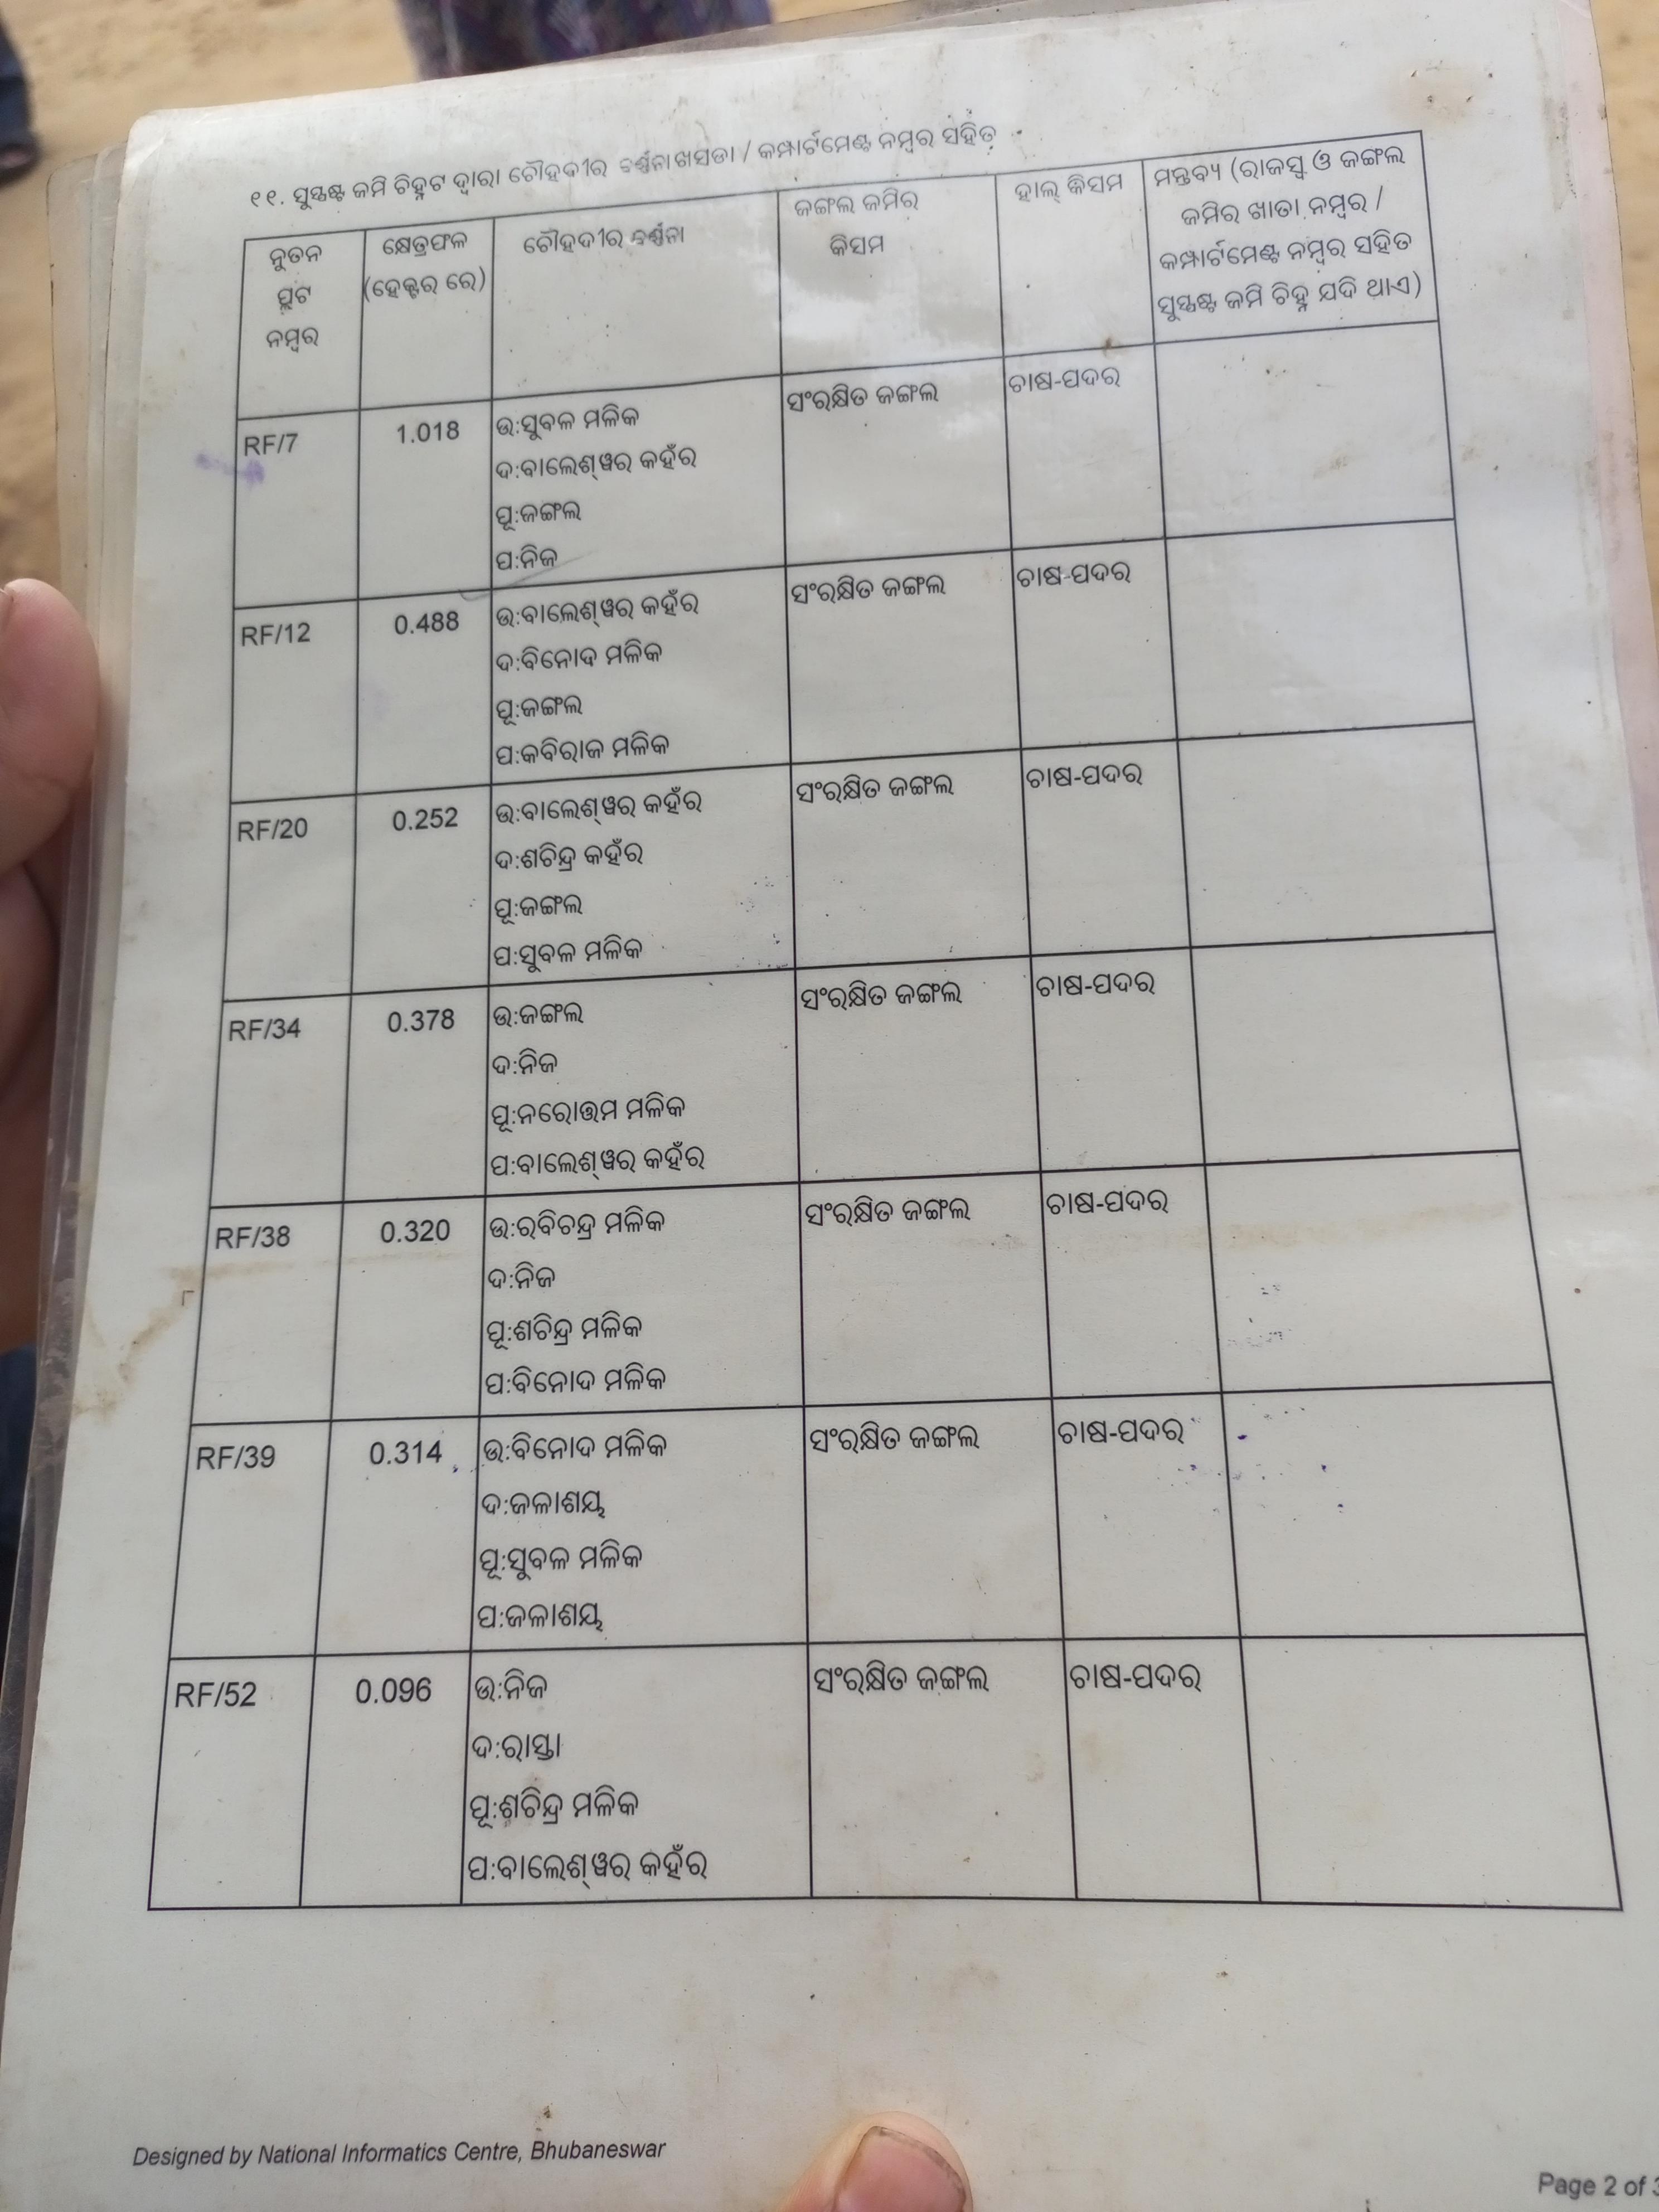 ୧୧. ସୁସ୍ପଷ୍ଟ ଜମି ଚିହ୍ନଟ ଦ୍ୱାରା ଚୌହଦୀର ବର୍ଣ୍ଣନା ଖସଡା / କମ୍ପାର୍ଟମେଣ୍ଟ ନମ୍ବର ସହିତ
ନୁତନ
ପ୍ଲଟ
ନମ୍ବର
କ୍ଷେତ୍ରଫଳ
(ହେକ୍ଟର ରେ)
ଚୌହଦୀର ବର୍ଣ୍ଣନା
ଜଙ୍ଗଲ ଜମିର
କିସମ
ହାଲ୍ କିସମ
ମନ୍ତବ୍ୟ (ରାଜସ୍ୱ ଓ ଜଙ୍ଗଲ
ଜମିର ଖାତା ନମ୍ବର /
କମ୍ପାର୍ଟମେଣ୍ଟ ନମ୍ବର ସହିତ
ସୁସ୍ପଷ୍ଟ ଜମି ଚିହ୍ନ ଯଦି ଥାଏ)
RF/7 1.018 ଉ:ସୁବଳ ମଳିକ ସଂରକ୍ଷିତ ଜଙ୍ଗଲ ଚାଷ-ପଦର
ଦ:ବାଲେଶ୍ୱର କହଁର
ପୂ:ଜଙ୍ଗଲ
ପ:ନିଜ
RF/12 0.488 ଉ:ବାଲେଶ୍ୱର କହଁର ସଂରକ୍ଷିତ ଜଙ୍ଗଲ ଚାଷ-ପଦର
ଦ:ବିନୋଦ ମଳିକ
ପୂ:ଜଙ୍ଗଲ
ପ:କବିରାଜ ମଳିକ
RF/20 0.252 ଉ:ବାଲେଶ୍ୱର କହଁର ସଂରକ୍ଷିତ ଜଙ୍ଗଲ ଚାଷ-ପଦର
ଦ:ଶଚିନ୍ଦ୍ର କହଁର
ପୂ:ଜଙ୍ଗଲ
ପ:ସୁବଳ ମଳିକ
RF/34 0.378 ଉ:ଜଙ୍ଗଲ ସଂରକ୍ଷିତ ଜଙ୍ଗଲ ଚାଷ-ପଦର
ଦ:ନିଜ
ପୂ:ନରୋତ୍ତମ ମଳିକ
ପ:ବାଲେଶ୍ୱର କହଁର
RF/38 0.320 ଉ:ରବିଚନ୍ଦ୍ର ମଳିକ ସଂରକ୍ଷିତ ଜଙ୍ଗଲ ଚାଷ-ପଦର
ଦ:ନିଜ
ପୂ:ଶଚିନ୍ଦ୍ର ମଳିକ
ପ:ବିନୋଦ ମଳିକ
RF/39 0.314 ଉ:ବିନୋଦ ମଳିକ ସଂରକ୍ଷିତ ଜଙ୍ଗଲ ଚାଷ-ପଦର
ଦ:ଜଳାଶୟ
ପୂ:ସୁବଳ ମଳିକ
ପ:ଜଳାଶୟ
RF/52 0.096 ଉ:ନିଜ ସଂରକ୍ଷିତ ଜଙ୍ଗଲ ଚାଷ-ପଦର
ଦ:ରାସ୍ତା
ପୂ:ଶଚିନ୍ଦ୍ର ମଳିକ
ପ:ବାଲେଶ୍ୱର କହଁର
Designed by National Informatics Centre, Bhubaneswar
Page 2 of 3